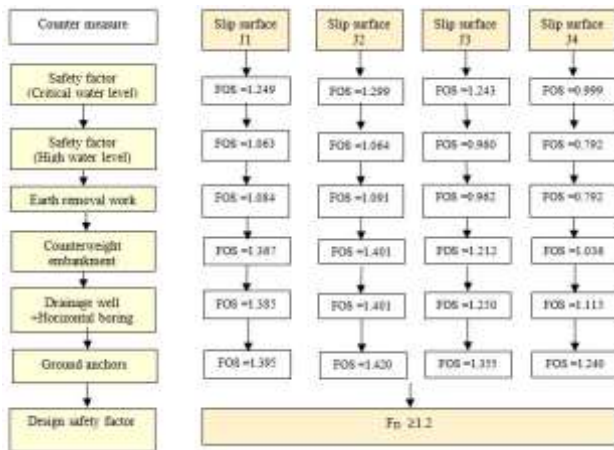 Counter measure
Slip surface
J1
Slip surface
J2
Slip surface
J3
Slip surface
J4
Safety factor
(Critical water level)
FOS =1.249
FOS =1.299
FOS =1.243
FOS =0.999
Safety factor
(High water level)
FOS =1.063
FOS =1.064
FOS =0.960
FOS =0.792
Earth removal work
FOS =1.084
FOS =1.091
FOS =0.962
FOS =0.792
Counterweight
embankment
FOS =1.387
FOS =1.401
FOS =1.212
FOS =1.038
Drainage well
+Horizontal boring
FOS =1.385
FOS =1.401
FOS =1.250
FOS =1.113
Ground anchors
FOS =1.395
FOS =1.420
FOS =1.355
FOS =1.240
Design safety factor
≥1.2